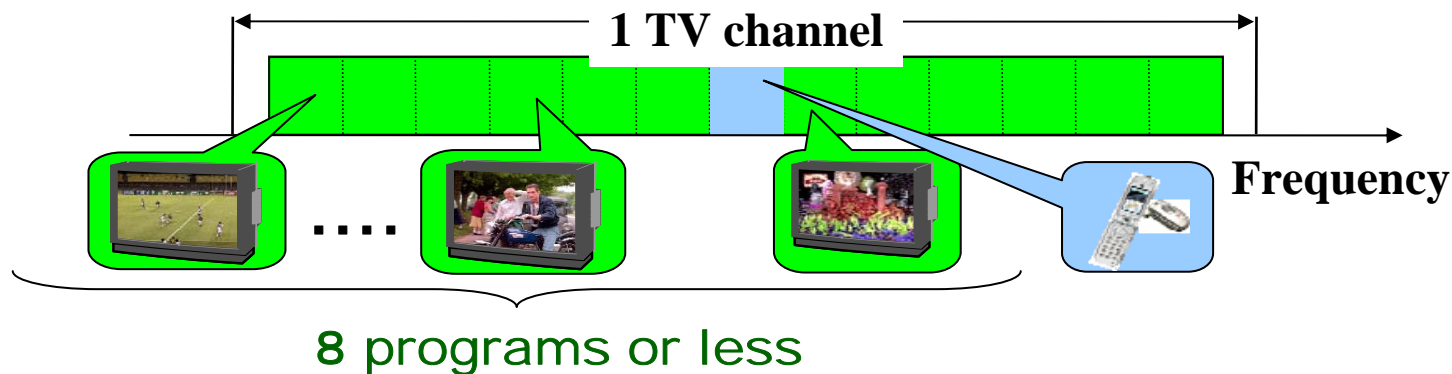 1 TV channel
Frequency
....
8 programs or less